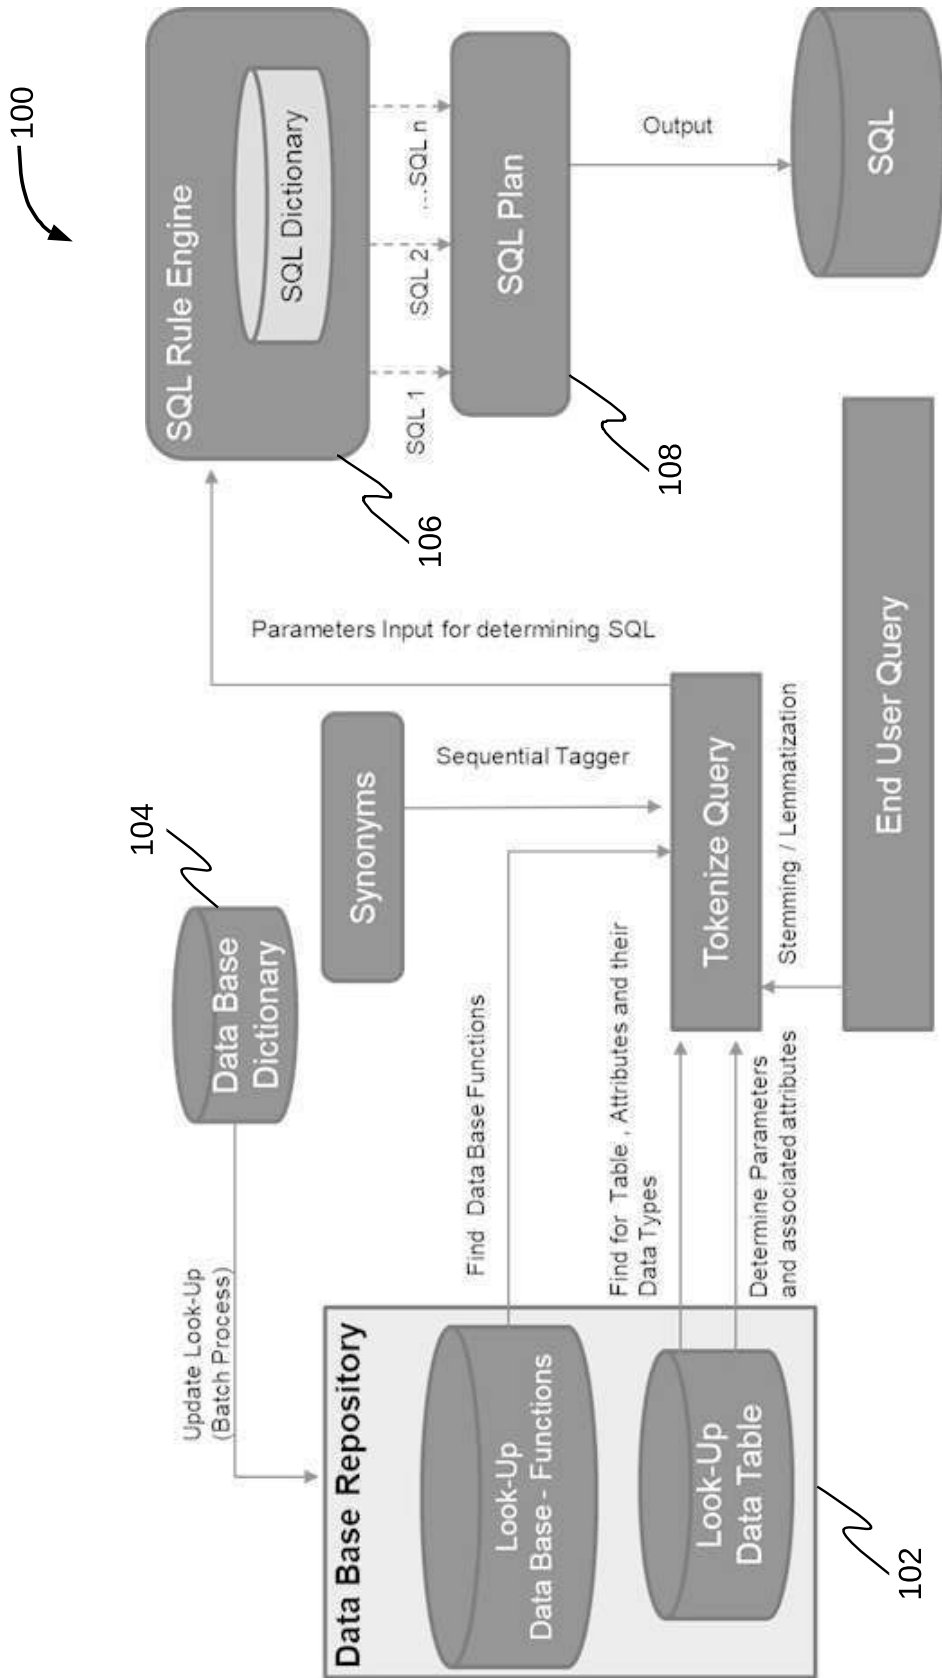 100
Update Look-Up
(Batch Process)
Data Base
Dictionary
104
SQL Rule Engine
SQL Dictionary
106
Data Base Repository
Look-Up
Data Base - Functions
Look-Up
Data Table
102
Find Data Base Functions
Find for Table , Attributes and their
Data Types
Determine Parameters
and associated attributes
Synonyms
Sequential Tagger
Parameters Input for determining SQL
Tokenize Query
Stemming / Lemmatization
End User Query
SQL 1
SQL 2
...SQL n
SQL Plan
108
Output
SQL